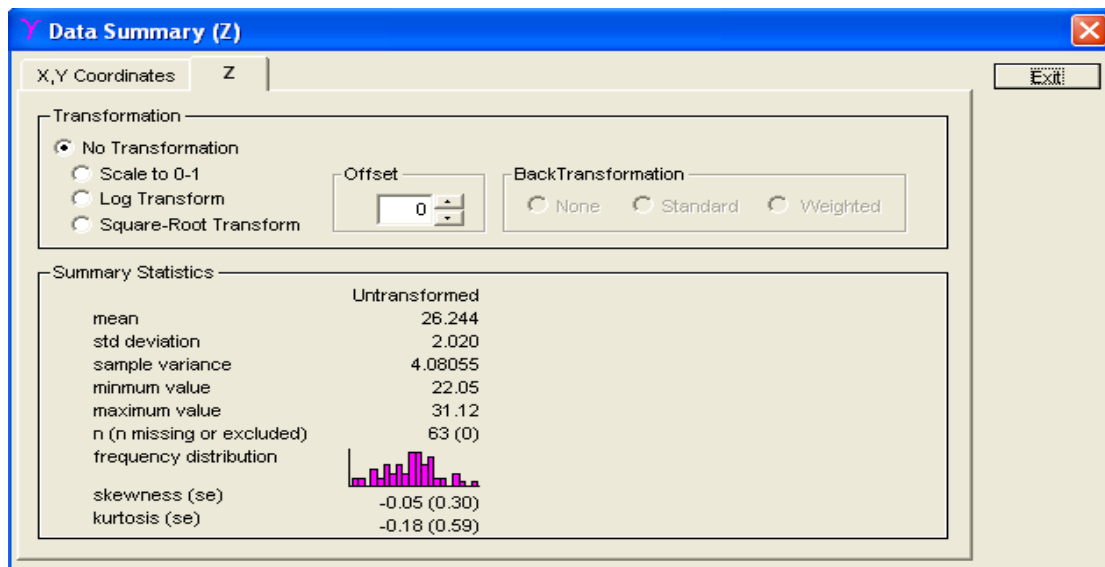 Data Summary (Z)
X,Y Coordinates Z
Exit
Transformation
No Transformation
Scale to 0-1
Log Transform
Square-Root Transform
Offset
0
BackTransformation
None Standard Weighted
Summary Statistics
Untransformed
mean 26.244
std deviation 2.020
sample variance 4.08055
minmum value 22.05
maximum value 31.12
n (n missing or excluded) 63 (0)
frequency distribution
skewness (se) -0.05 (0.30)
kurtosis (se) -0.18 (0.59)